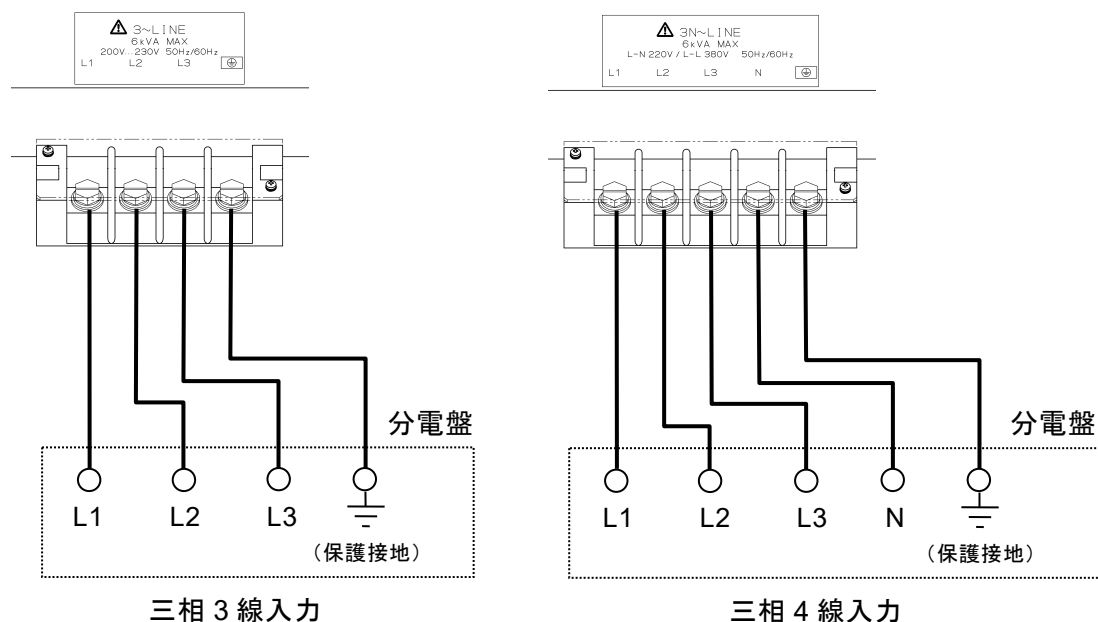 ⚠ 3~LINE
6kVA MAX
200V...230V 50Hz/60Hz
L1 L2 L3
分電盤
L1 L2 L3
（保護接地）
三相 3 線入力
⚠ 3N~LINE
6kVA MAX
L-N 220V / L-L 380V 50Hz/60Hz
L1 L2 L3 N
分電盤
L1 L2 L3 N
（保護接地）
三相 4 線入力